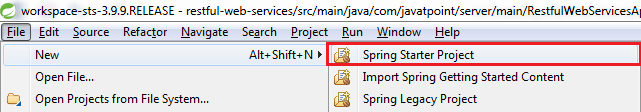 workspace-sts-3.9.9.RELEASE - restful-web-services/src/main/java/com/javatpoint/server/main/RestfulWebServicesAp
File Edit Source Refactor Navigate Search Project Run Window Help
New Alt+Shift+N Spring Starter Project
Open File... Import Spring Getting Started Content
Open Projects from File System... Spring Legacy Project